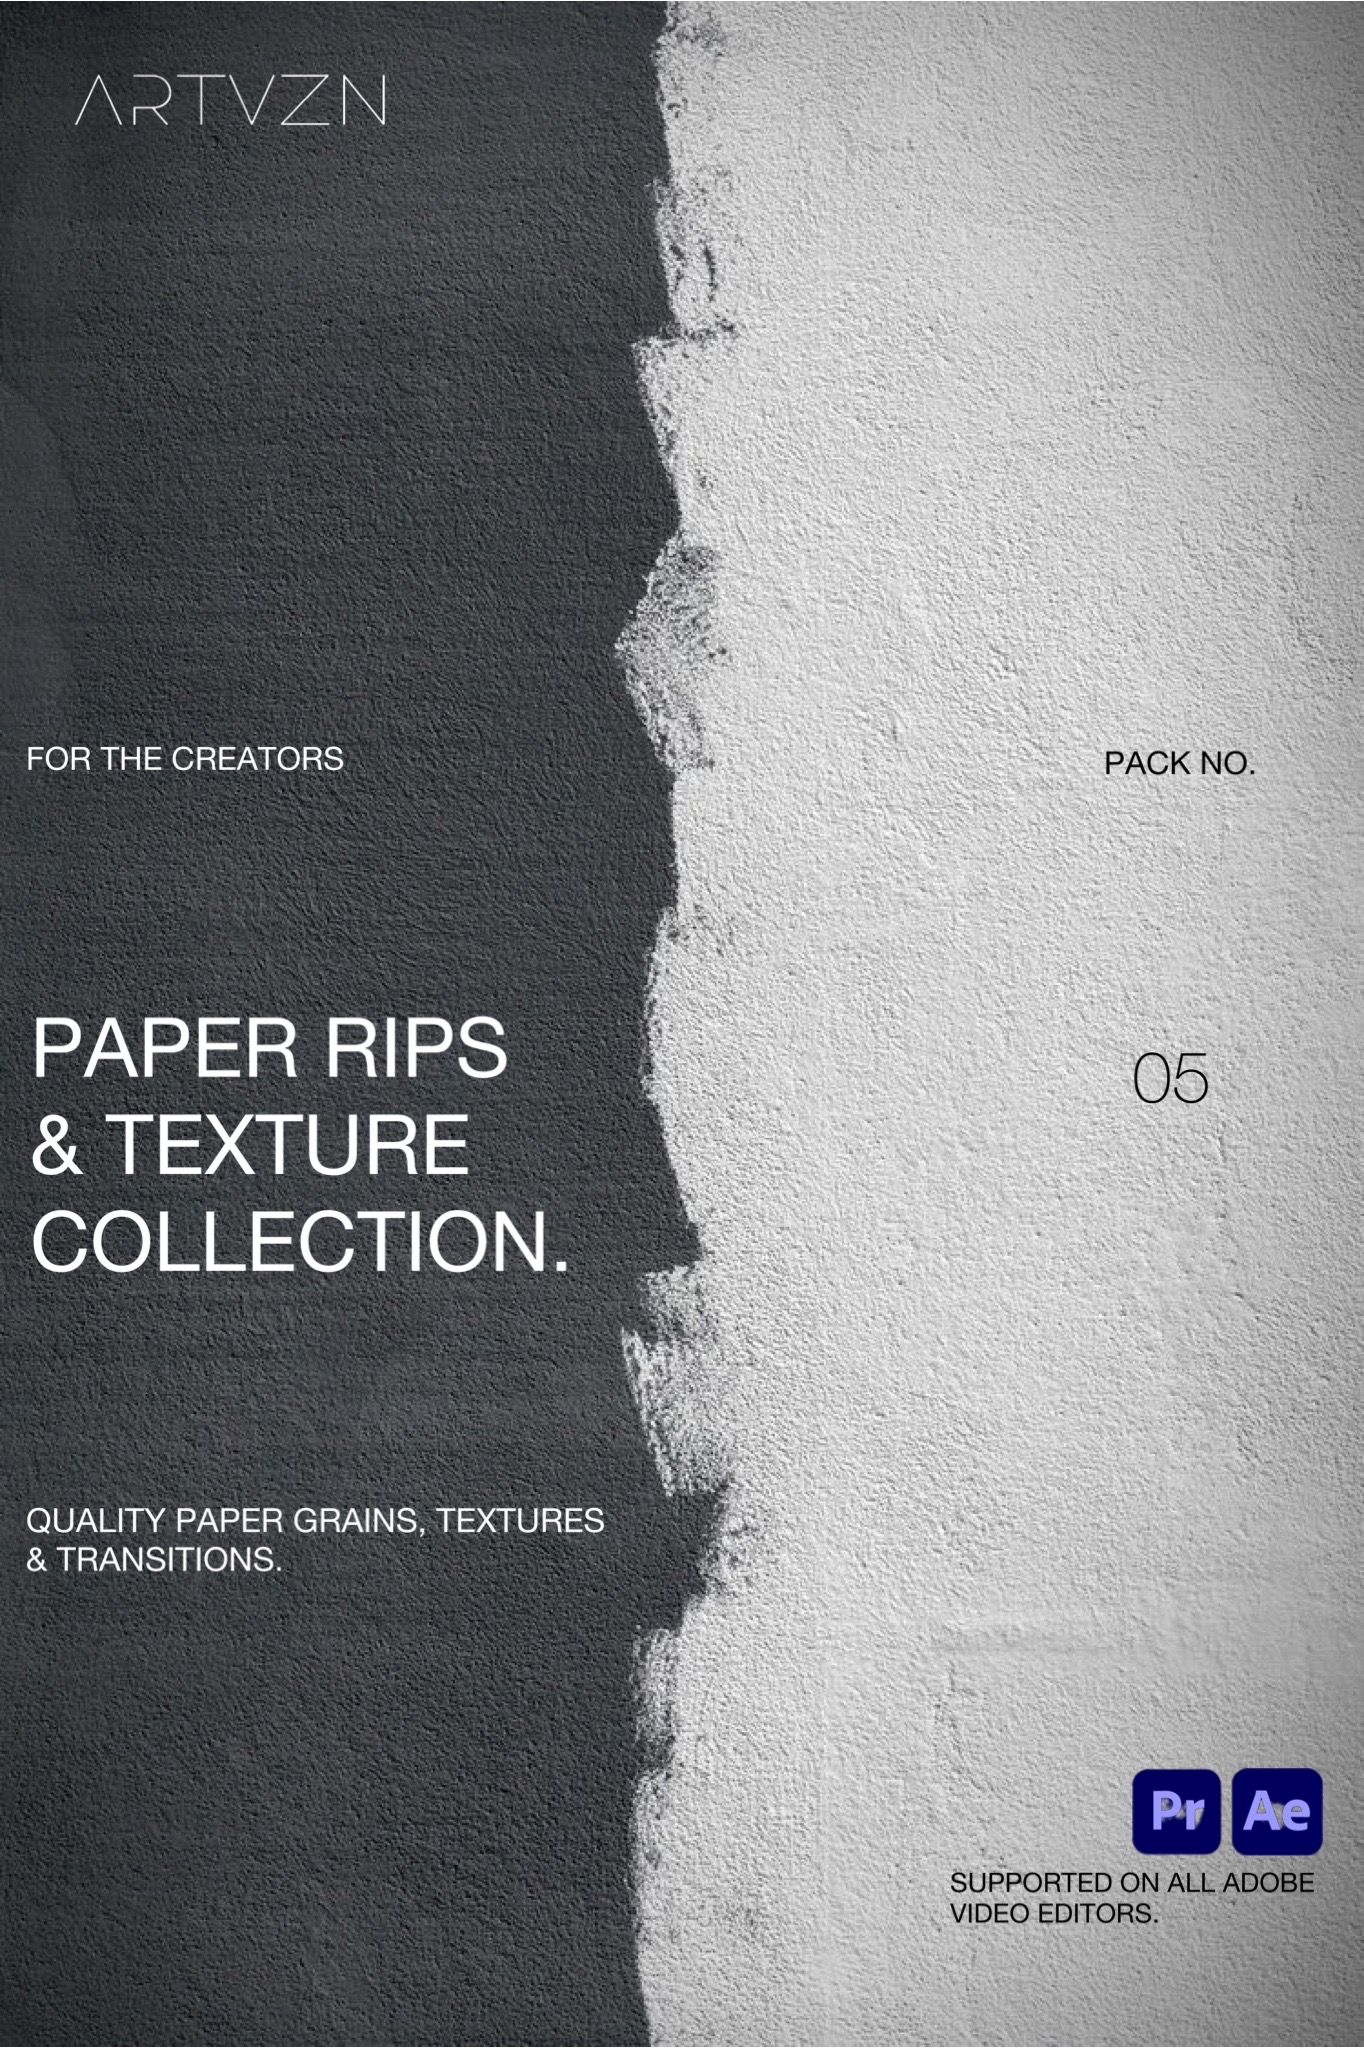 ARTVZN
FOR THE CREATORS
PACK NO.
PAPER RIPS
& TEXTURE
COLLECTION.
05
QUALITY PAPER GRAINS, TEXTURES
& TRANSITIONS.
Pr Ae
SUPPORTED ON ALL ADOBE
VIDEO EDITORS.